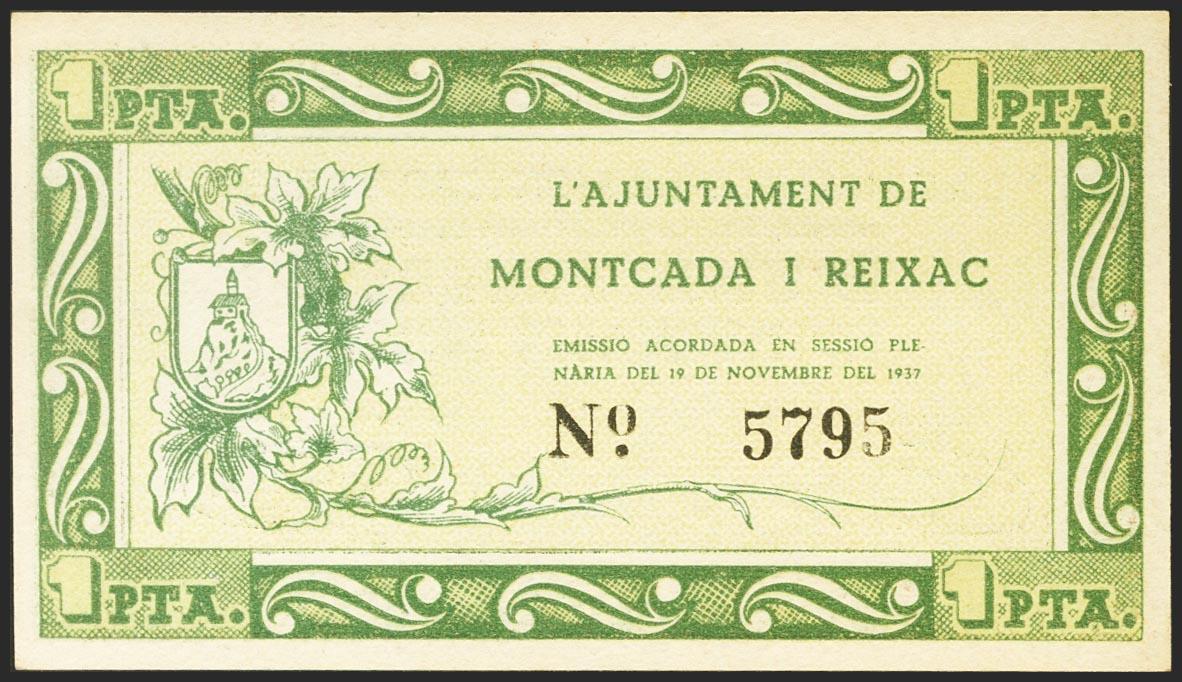 1 PTA. 1 PTA.
L'AJUNTAMENT DE
MONTCADA I REIXAC
EMISSIÓ ACORDADA EN SESSIÓ PLE-
NÀRIA DEL 19 DE NOVEMBRE DEL 1937
Nº. 5795
1 PTA. 1 PTA.